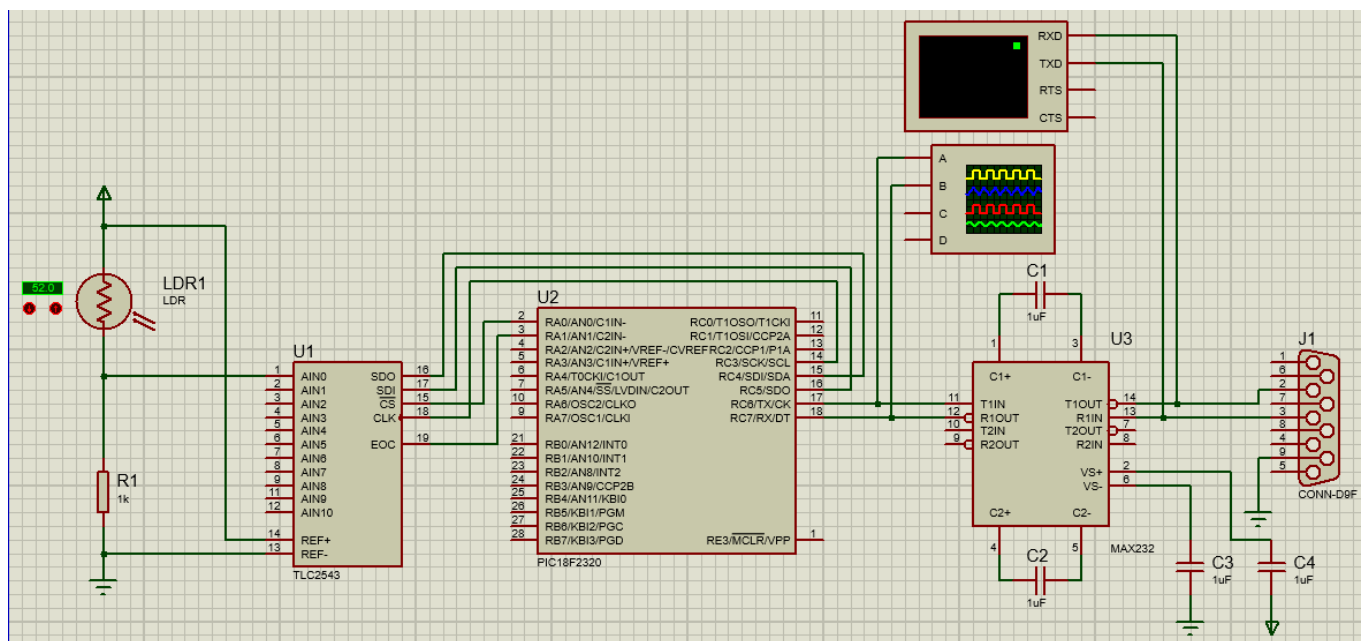 RXD
TXD
RTS
CTS
A
B
C
D
52.0
LDR1
LDR
R1
1k
U1
1 AIN0 SDO 16
2 AIN1 SDI 17
3 AIN2 CS 15
4 AIN3 CLK 18
5 AIN4
6 AIN5 EOC 19
7 AIN6
8 AIN7
9 AIN8
11 AIN9
12 AIN10
14 REF+
13 REF-
TLC2543
U2
2 RA0/AN0/C1IN- RC0/T1OSO/T1CKI 11
3 RA1/AN1/C2IN- RC1/T1OSI/CCP2A 12
4 RA2/AN2/C2IN+/VREF-/CVREF RC2/CCP1/P1A 13
5 RA3/AN3/C1IN+/VREF+ RC3/SCK/SCL 14
6 RA4/T0CKI/C1OUT RC4/SDI/SDA 15
7 RA5/AN4/SS/LVDIN/C2OUT RC5/SDO 16
10 RA6/OSC2/CLKO RC6/TX/CK 17
9 RA7/OSC1/CLKI RC7/RX/DT 18
21 RB0/AN12/INT0
22 RB1/AN10/INT1
23 RB2/AN8/INT2
24 RB3/AN9/CCP2B
25 RB4/AN11/KBI0
26 RB5/KBI1/PGM
27 RB6/KBI2/PGC
28 RB7/KBI3/PGD RE3/MCLR/VPP 1
PIC18F2320
C1
1uF
U3
1 3
C1+ C1-
11 T1IN T1OUT 14
12 R1OUT R1IN 13
10 T2IN T2OUT 7
9 R2OUT R2IN 8
VS+ 2
VS- 6
C2+ C2-
4 5
MAX232
C2
1uF
C3
1uF
C4
1uF
J1
1
6
2
7
3
8
4
9
5
CONN-D9F